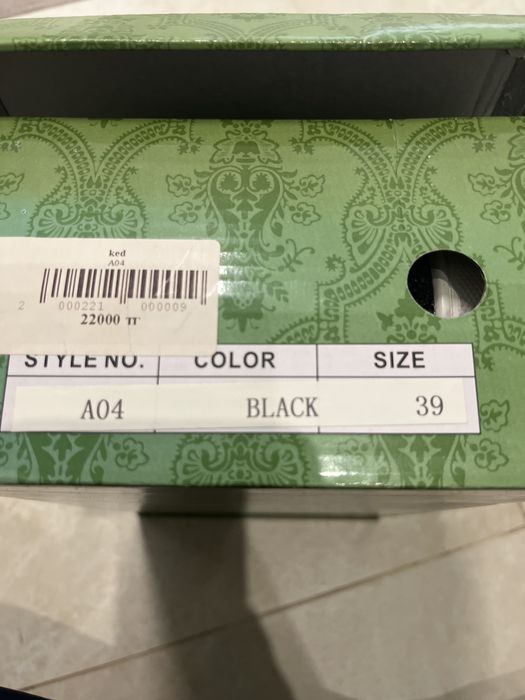 ked
A04
2 000221 000009
22000 тг
STYLE NO. COLOR SIZE
A04 BLACK 39